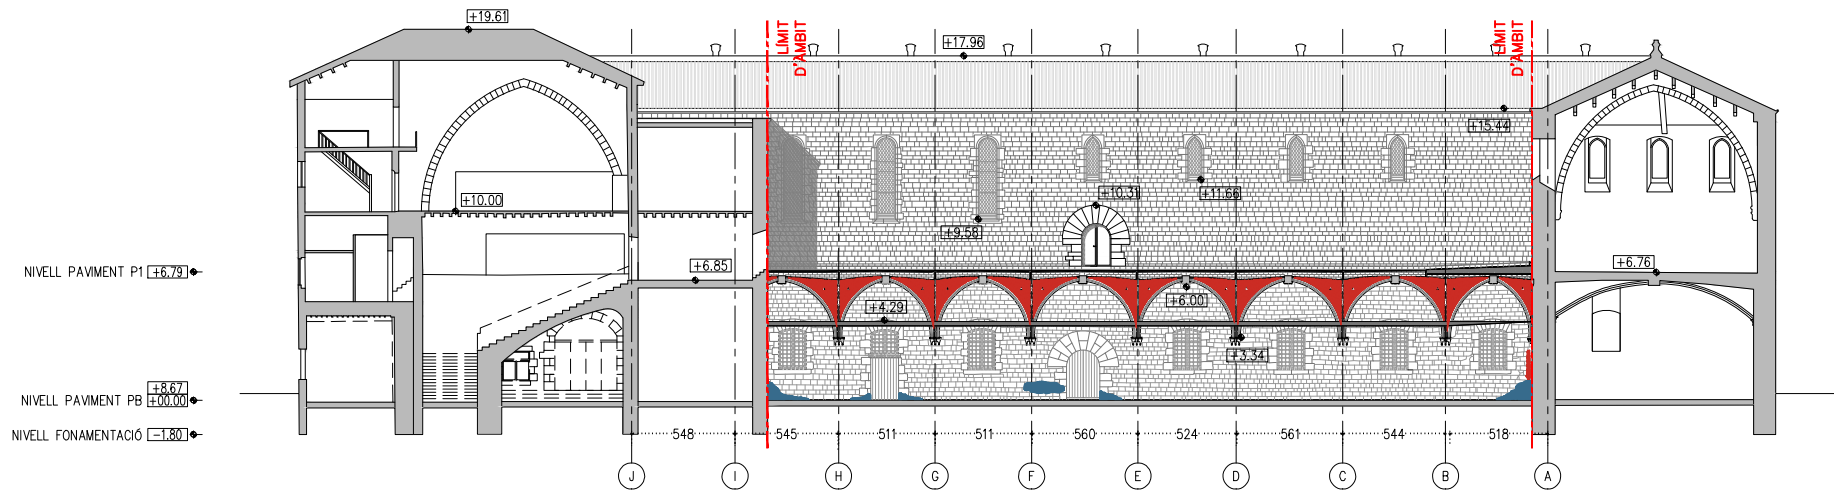 +19.61
LÍMIT
D'ÀMBIT
+17.96
LÍMIT
D'ÀMBIT
+15.44
+10.00
+10.31
+11.66
+9.58
NIVELL PAVIMENT P1 +6.79
+6.85
+6.76
+4.29
+6.00
+3.34
+8.67
NIVELL PAVIMENT PB +00.00
NIVELL FONAMENTACIÓ -1.80
548 545 511 511 560 524 561 544 518
J I H G F E D C B A